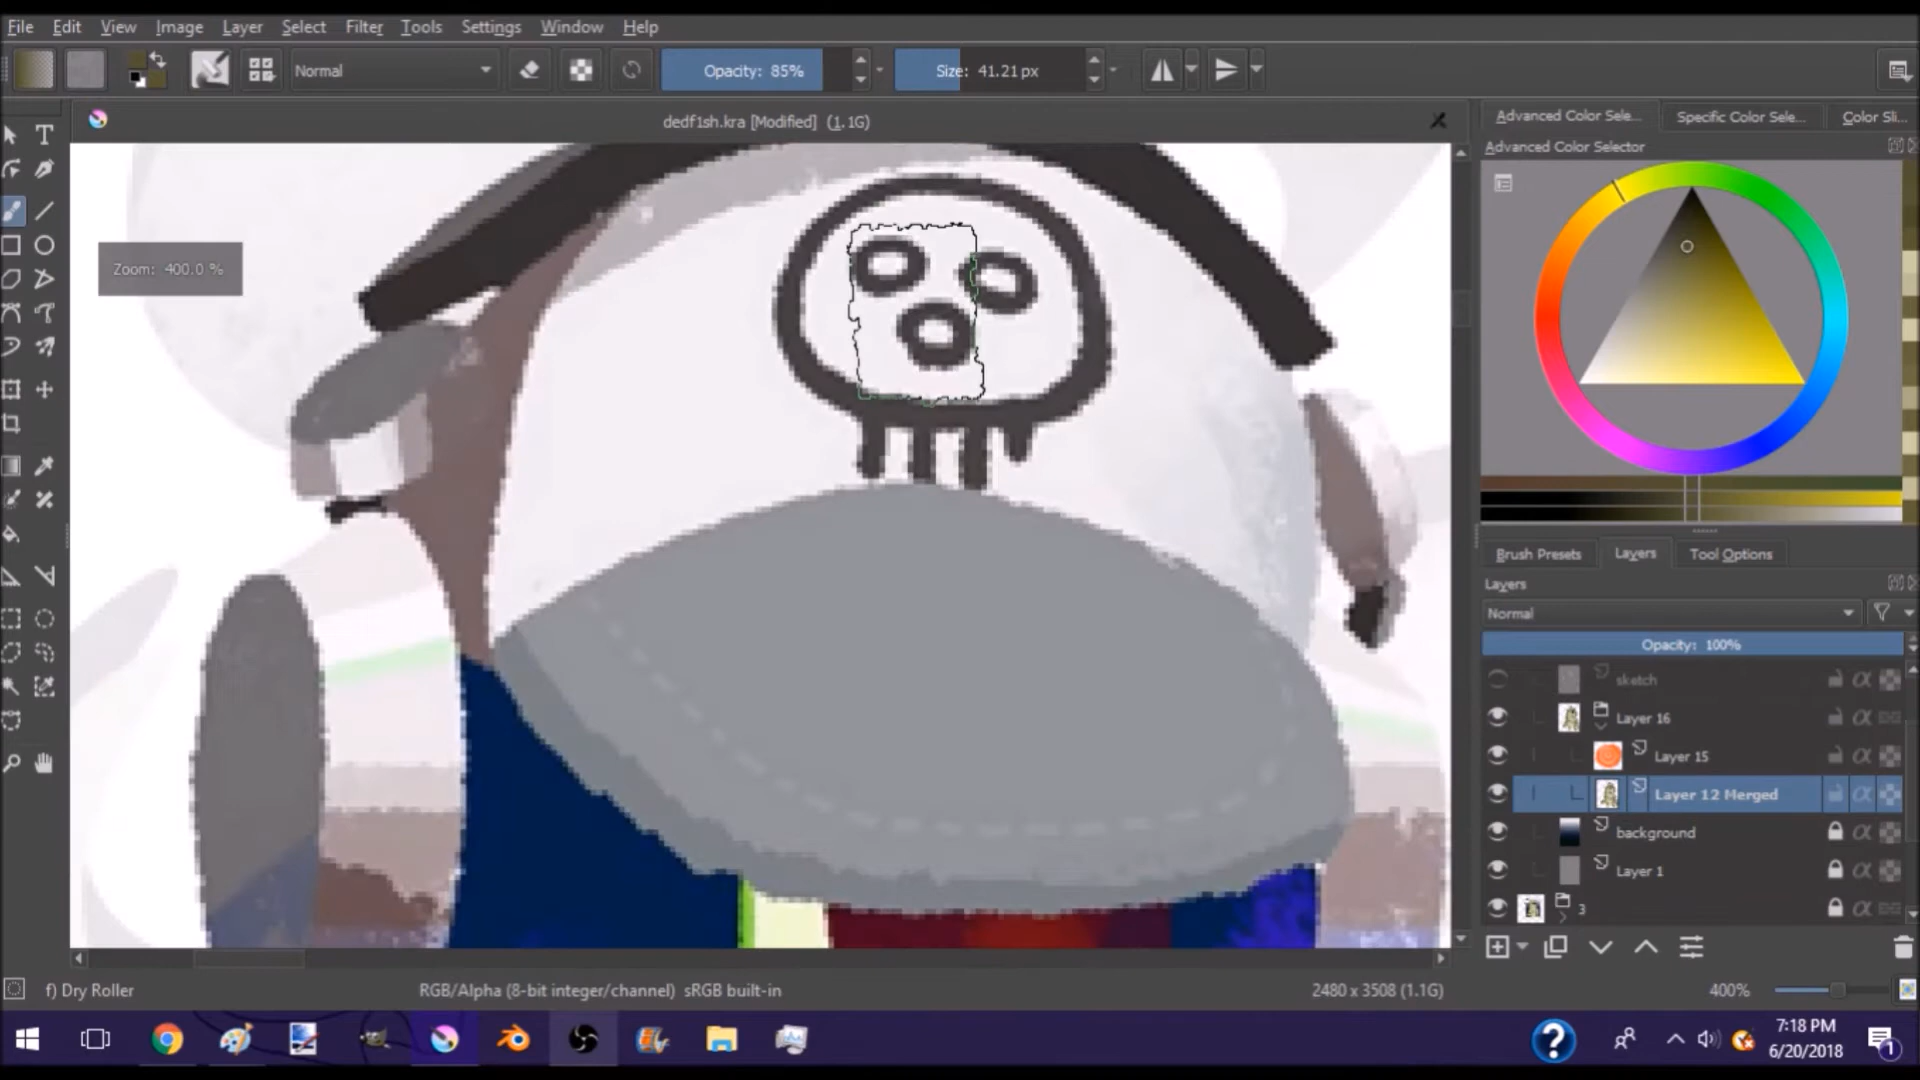 File Edit View Image Layer Select Filter Tools Settings Window Help
Normal Opacity: 85% Size: 41.21 px
dedf1sh.kra [Modified] (1.1G)
Advanced Color Sele... Specific Color Sele... Color Sli...
Advanced Color Selector
Zoom: 400.0 %
Brush Presets Layers Tool Options
Layers
Normal
Opacity: 100%
sketch
Layer 16
Layer 15
Layer 12 Merged
background
Layer 1
3
f) Dry Roller RGB/Alpha (8-bit integer/channel) sRGB built-in 2480 x 3508 (1.1G) 400%
7:18 PM
6/20/2018
1